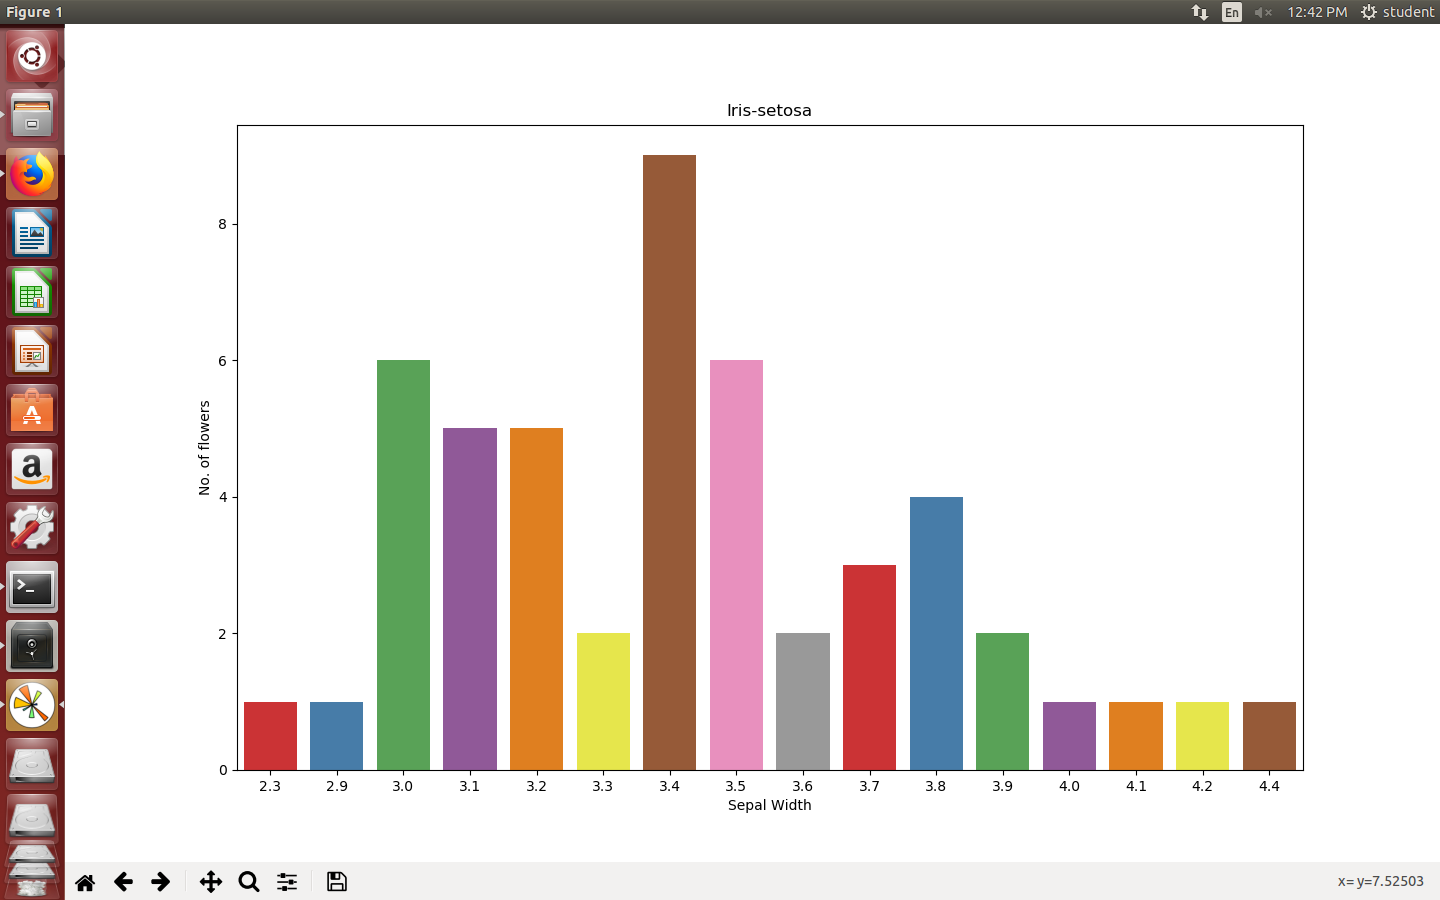 Figure 1
En
12:42 PM
student
Iris-setosa
8
6
4
2
0
No. of flowers
2.3 2.9 3.0 3.1 3.2 3.3 3.4 3.5 3.6 3.7 3.8 3.9 4.0 4.1 4.2 4.4
Sepal Width
x= y=7.52503